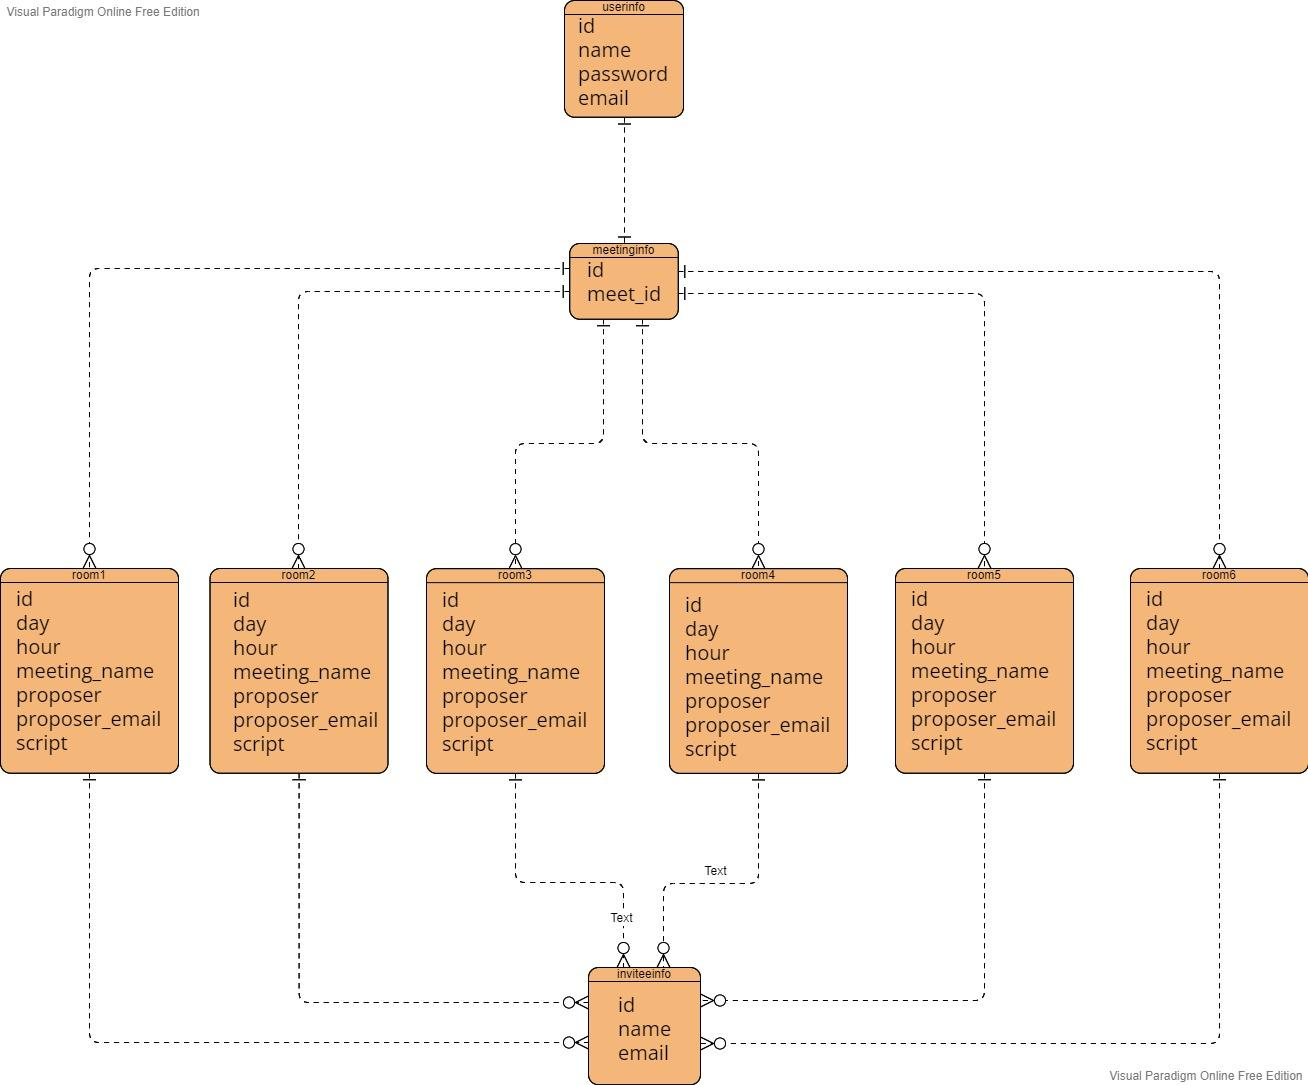 Visual Paradigm Online Free Edition
userinfo
id
name
password
email
meetinginfo
id
meet_id
room1
id
day
hour
meeting_name
proposer
proposer_email
script
room2
id
day
hour
meeting_name
proposer
proposer_email
script
room3
id
day
hour
meeting_name
proposer
proposer_email
script
room4
id
day
hour
meeting_name
proposer
proposer_email
script
room5
id
day
hour
meeting_name
proposer
proposer_email
script
room6
id
day
hour
meeting_name
proposer
proposer_email
script
Text
Text
inviteeinfo
id
name
email
Visual Paradigm Online Free Edition